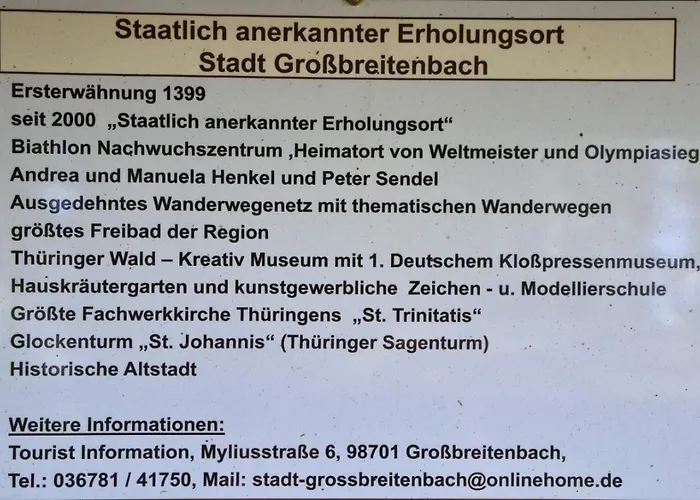 Staatlich anerkannter Erholungsort
Stadt Großbreitenbach
Ersterwähnung 1399
seit 2000 „Staatlich anerkannter Erholungsort“
Biathlon Nachwuchszentrum ,Heimatort von Weltmeister und Olympiasieg
Andrea und Manuela Henkel und Peter Sendel
Ausgedehntes Wanderwegenetz mit thematischen Wanderwegen
größtes Freibad der Region
Thüringer Wald – Kreativ Museum mit 1. Deutschem Kloßpressenmuseum,
Hauskräutergarten und kunstgewerbliche Zeichen - u. Modellierschule
Größte Fachwerkkirche Thüringens „St. Trinitatis“
Glockenturm „St. Johannis“ (Thüringer Sagenturm)
Historische Altstadt
Weitere Informationen:
Tourist Information, Myliusstraße 6, 98701 Großbreitenbach,
Tel.: 036781 / 41750, Mail: stadt-grossbreitenbach@onlinehome.de